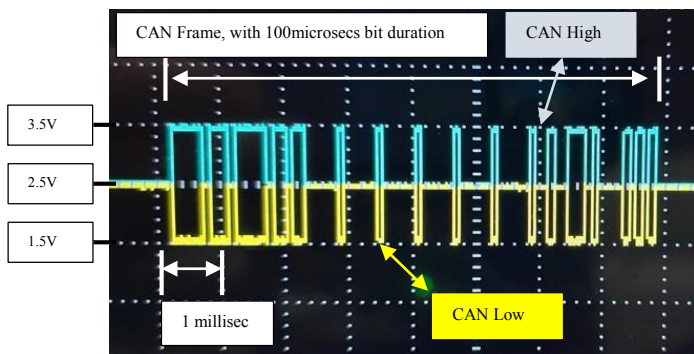 CAN Frame, with 100microsecs bit duration
CAN High
3.5V
2.5V
1.5V
1 millisec
CAN Low